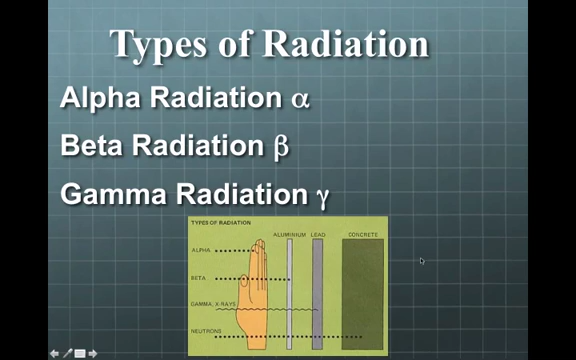 Types of Radiation
Alpha Radiation α
Beta Radiation β
Gamma Radiation γ
TYPES OF RADIATION
ALUMINIUM LEAD CONCRETE
ALPHA
BETA
GAMMA, X-RAYS
NEUTRONS